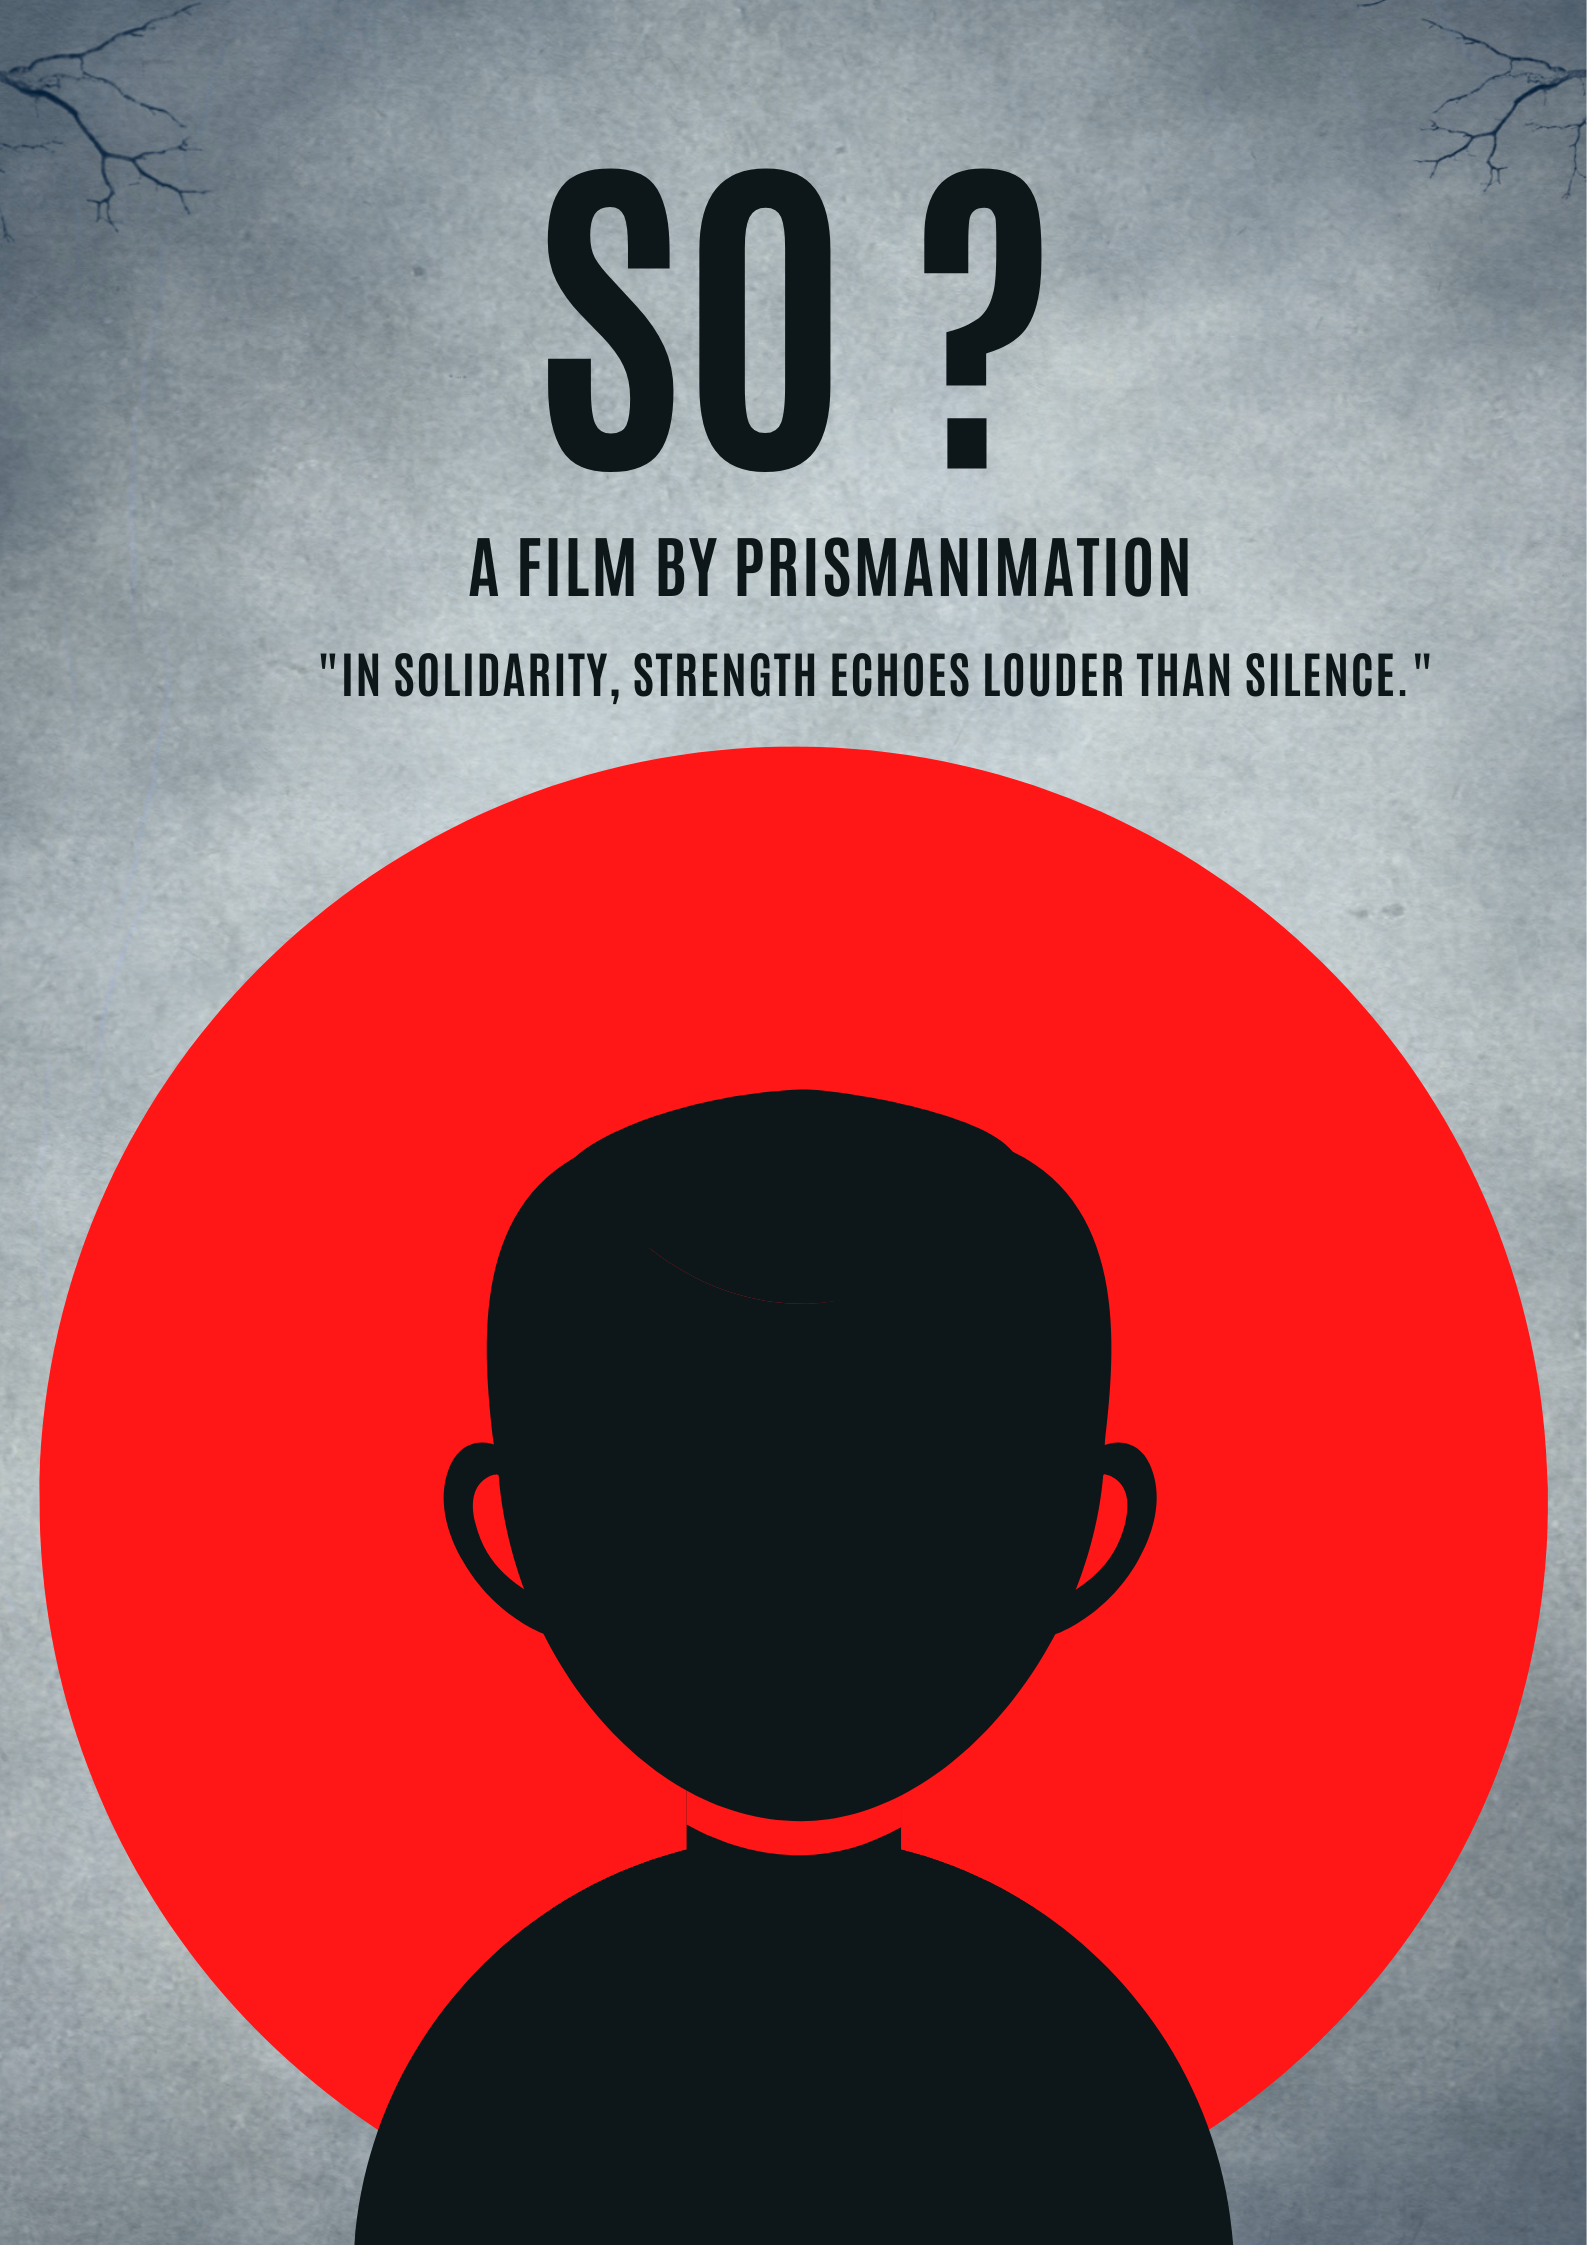 SO ?
A FILM BY PRISMANIMATION
"IN SOLIDARITY, STRENGTH ECHOES LOUDER THAN SILENCE."